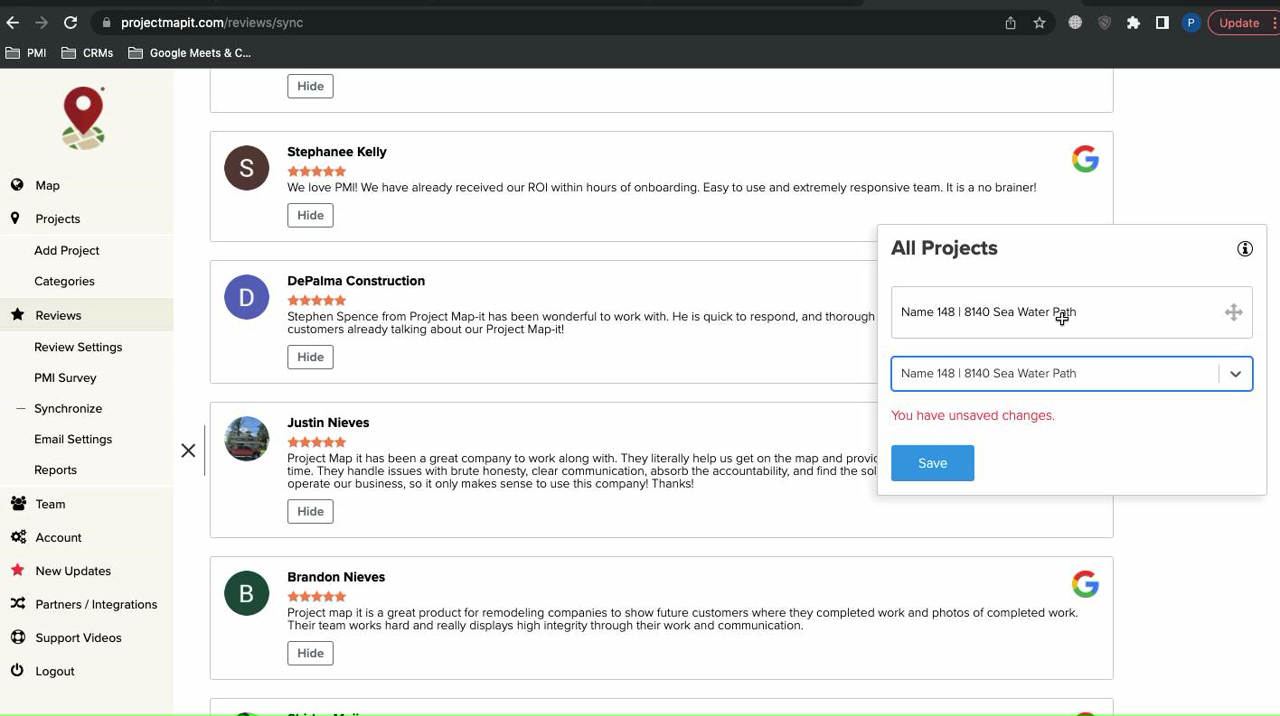 projectmapit.com/reviews/sync
P
Update
PMI
CRMs
Google Meets & C...
Map
Projects
Add Project
Categories
Reviews
Review Settings
PMI Survey
Synchronize
Email Settings
Reports
Team
Account
New Updates
Partners / Integrations
Support Videos
Logout
Hide
S
Stephanee Kelly
We love PMI! We have already received our ROI within hours of onboarding. Easy to use and extremely responsive team. It is a no brainer!
Hide
D
DePalma Construction
Stephen Spence from Project Map-it has been wonderful to work with. He is quick to respond, and thorough
customers already talking about our Project Map-it!
Hide
Justin Nieves
Project Map it has been a great company to work along with. They literally help us get on the map and provid
time. They handle issues with brute honesty, clear communication, absorb the accountability, and find the sol
operate our business, so it only makes sense to use this company! Thanks!
Hide
B
Brandon Nieves
Project map it is a great product for remodeling companies to show future customers where they completed work and photos of completed work.
Their team works hard and really displays high integrity through their work and communication.
Hide
All Projects
Name 148 | 8140 Sea Water Path
Name 148 | 8140 Sea Water Path
You have unsaved changes.
Save